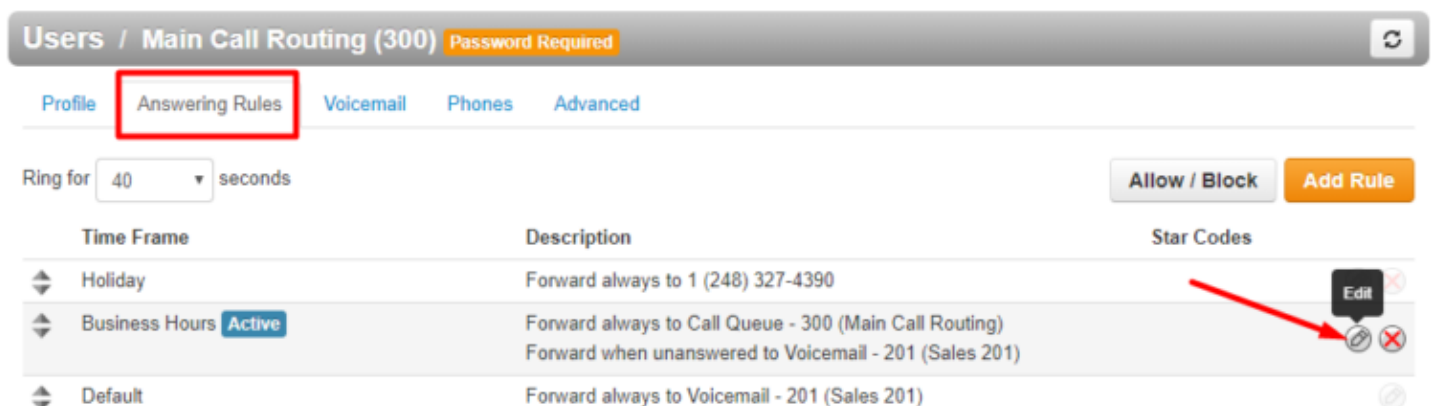 Users / Main Call Routing (300) Password Required
Profile Answering Rules Voicemail Phones Advanced
Ring for 40 seconds Allow / Block Add Rule
Time Frame Description Star Codes
Holiday Forward always to 1 (248) 327-4390
Edit
Business Hours Active Forward always to Call Queue - 300 (Main Call Routing)
Forward when unanswered to Voicemail - 201 (Sales 201)
Default Forward always to Voicemail - 201 (Sales 201)